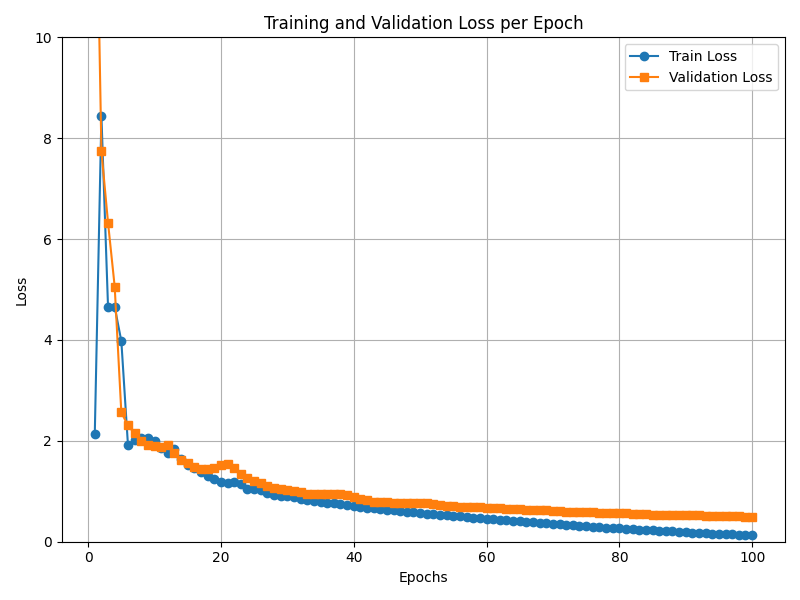 Training and Validation Loss per Epoch
Train Loss
Validation Loss
10
8
6
4
2
0
Loss
0 20 40 60 80 100
Epochs